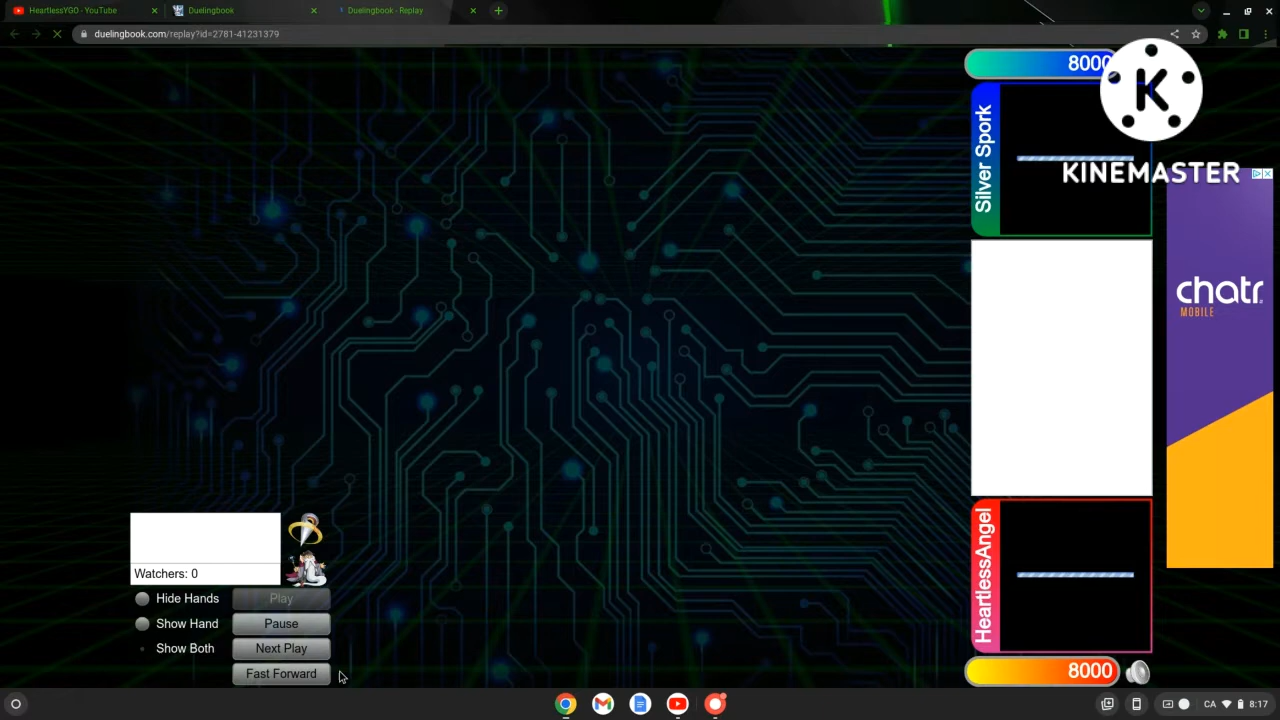 HeartlessYGO - YouTube
Duelingbook
Duelingbook - Replay
duelingbook.com/replay?id=2781-41231379
8000
Silver Spork
K
KINEMASTER
chatr
MOBILE
HeartlessAngel
8000
Watchers: 0
Hide Hands
Play
Show Hand
Pause
Show Both
Next Play
Fast Forward
CA
8:17